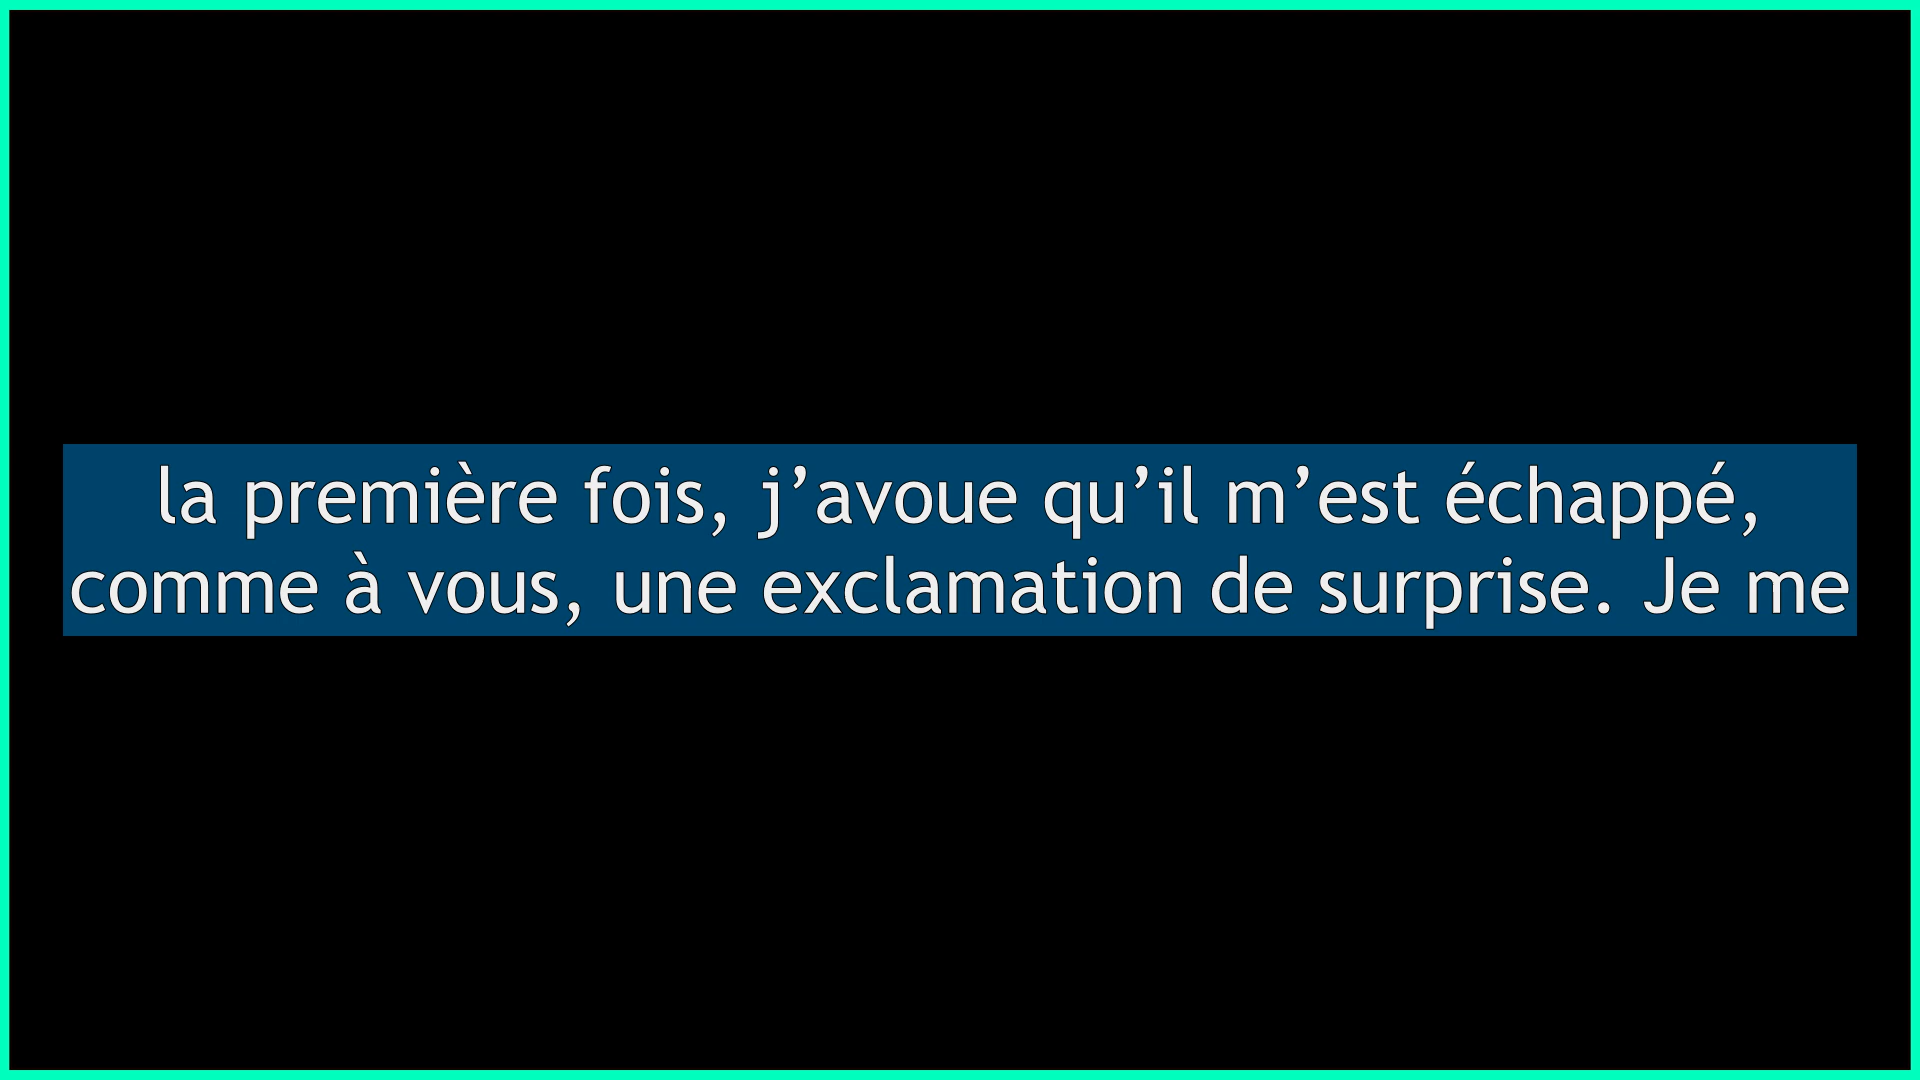 la première fois, j’avoue qu’il m’est échappé,
comme à vous, une exclamation de surprise. Je me